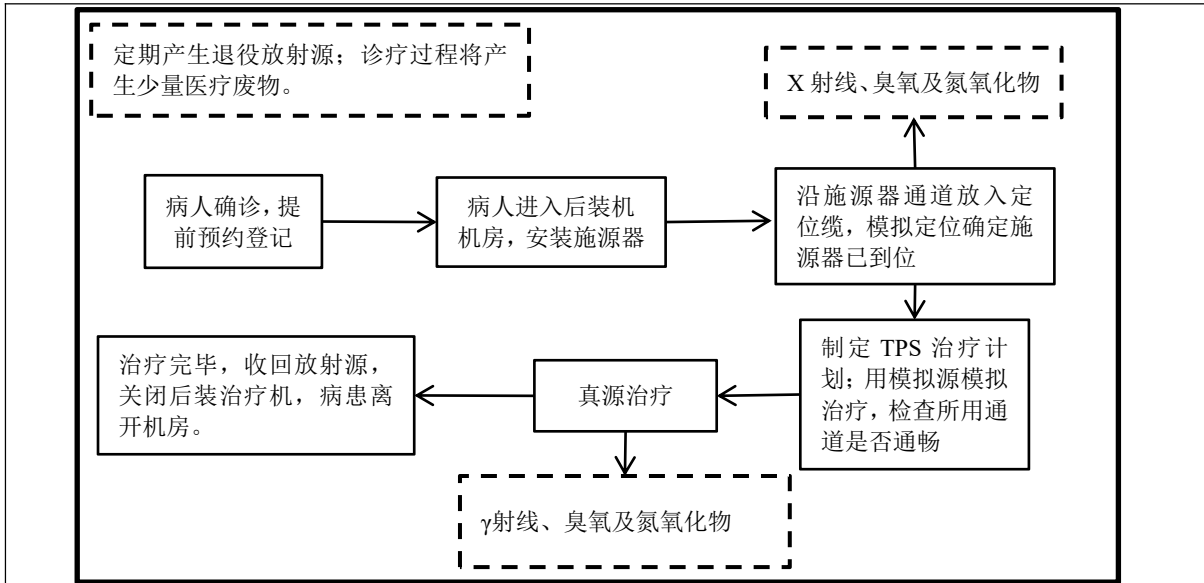 定期产生退役放射源；诊疗过程将产
生少量医疗废物。
X 射线、臭氧及氮氧化物
病人确诊，提
前预约登记
病人进入后装机
机房，安装施源器
沿施源器通道放入定
位缆，模拟定位确定施
源器已到位
制定 TPS 治疗计
划；用模拟源模拟
治疗，检查所用通
道是否通畅
真源治疗
治疗完毕，收回放射源，
关闭后装治疗机，病患离
开机房。
γ射线、臭氧及氮氧化物